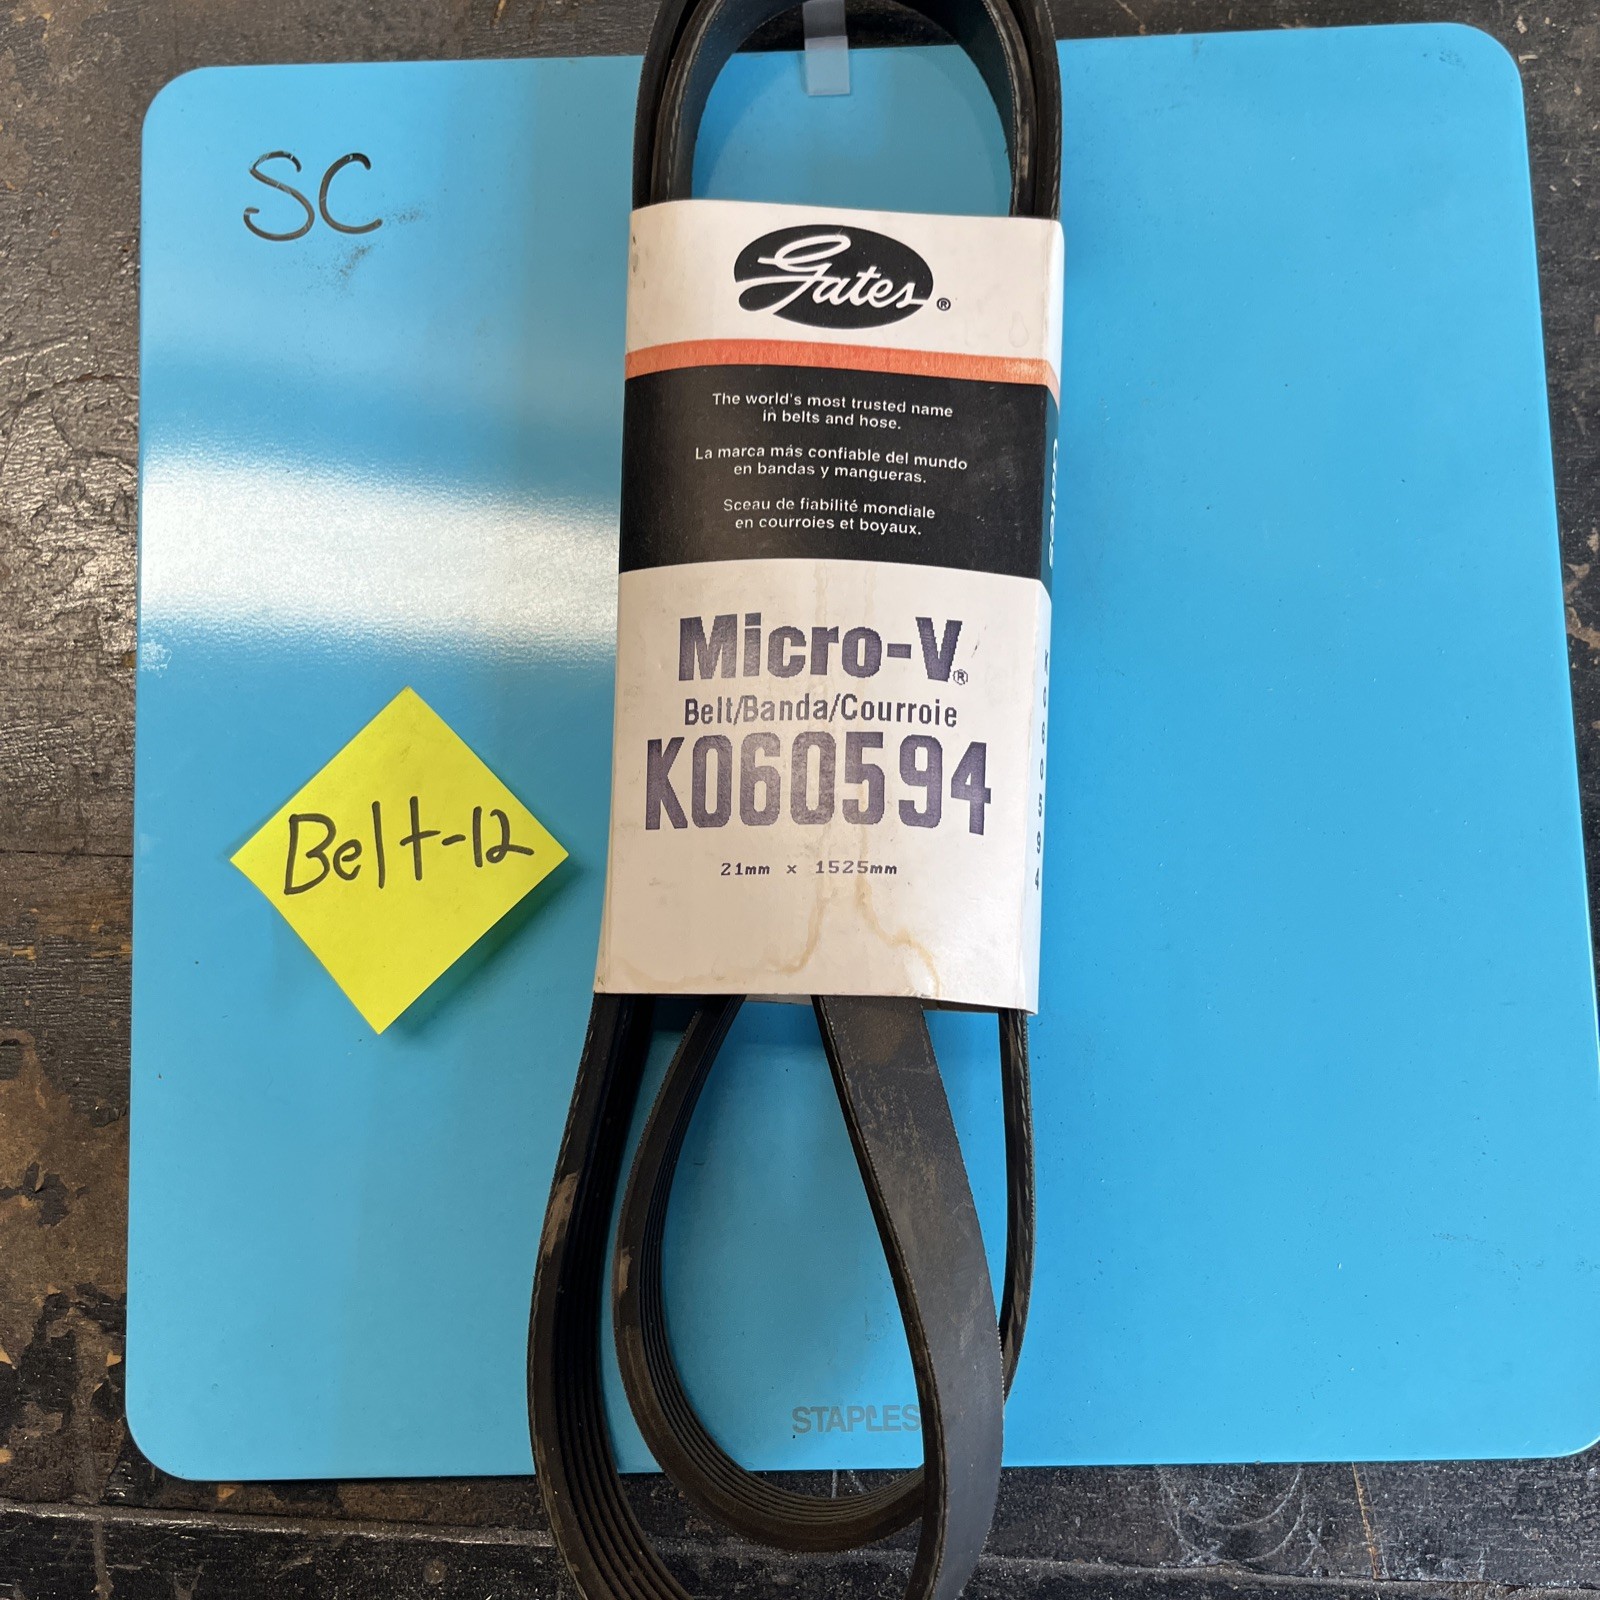 SC
Gates®
The world's most trusted name
in belts and hose.
La marca más confiable del mundo
en bandas y mangueras.
Sceau de fiabilité mondiale
en courroies et boyaux.
Micro-V®
Belt/Banda/Courroie
K060594
21mm x 1525mm
Gates
K060594
Belt-12
STAPLES